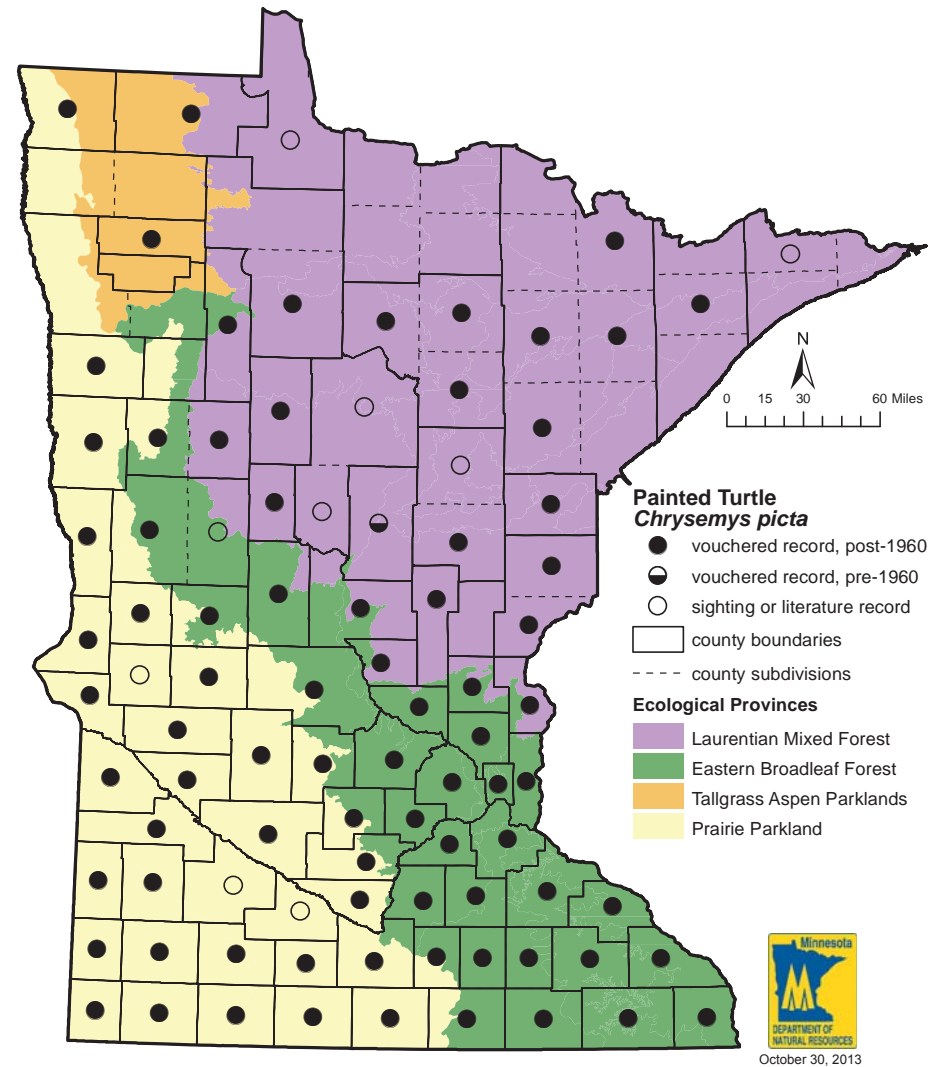 N
0 15 30 60 Miles
Painted Turtle
Chrysemys picta
vouchered record, post-1960
vouchered record, pre-1960
sighting or literature record
county boundaries
county subdivisions
Ecological Provinces
Laurentian Mixed Forest
Eastern Broadleaf Forest
Tallgrass Aspen Parklands
Prairie Parkland
Minnesota
M
DEPARTMENT OF
NATURAL RESOURCES
October 30, 2013